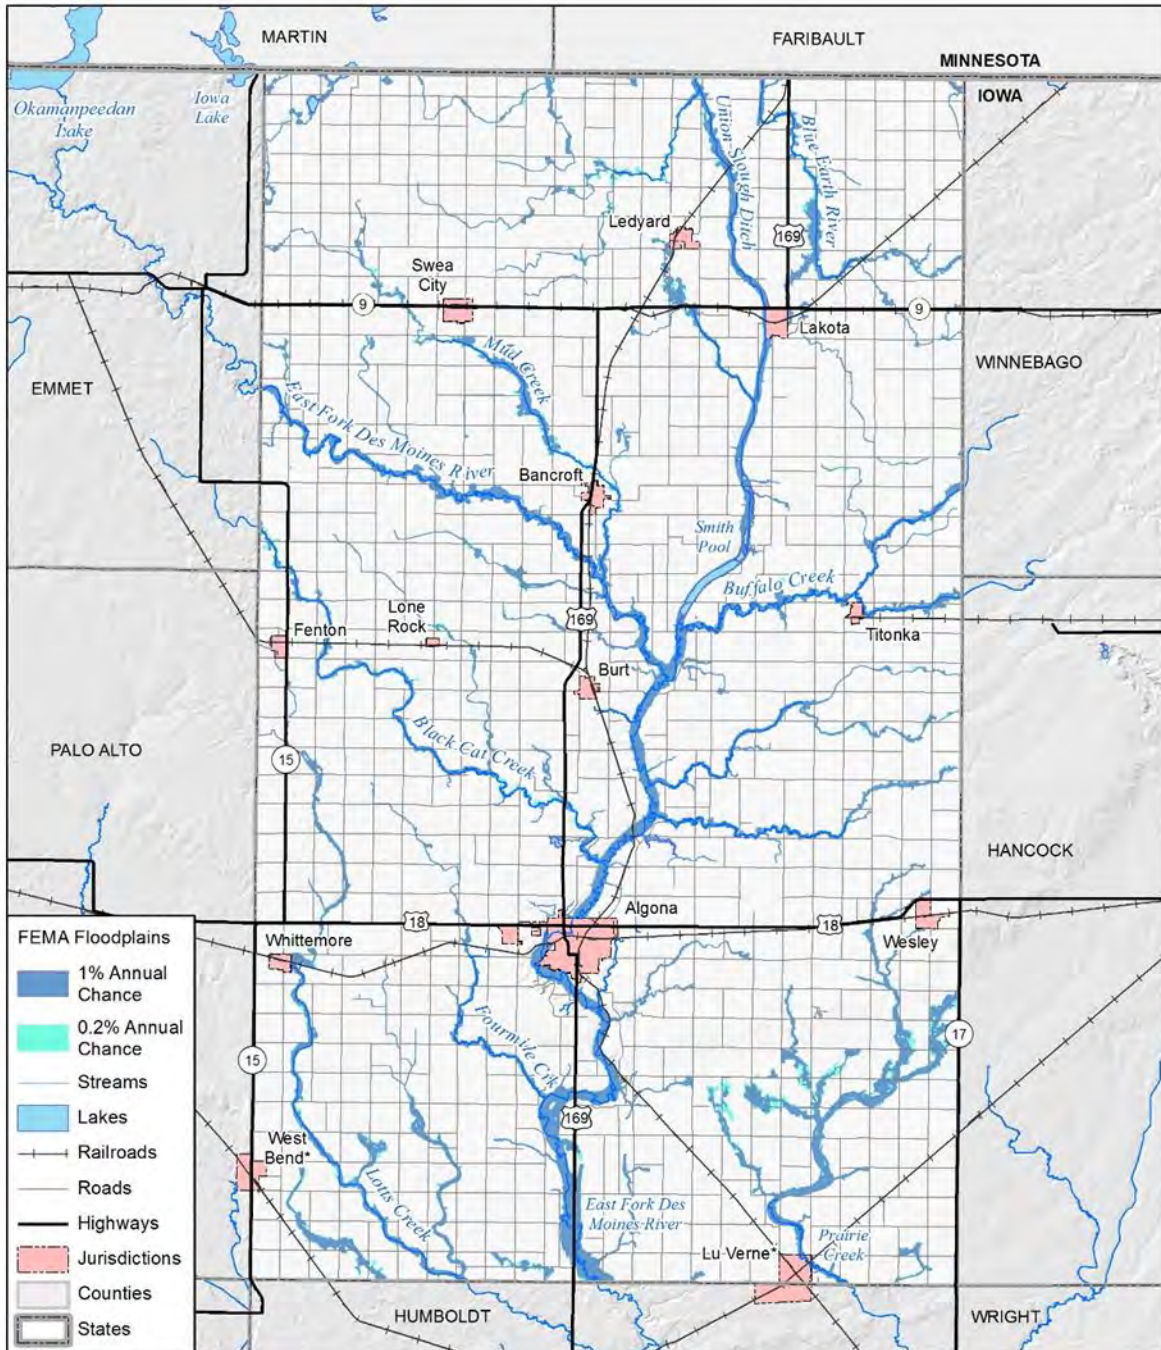 MARTIN
FARIBAULT
MINNESOTA
IOWA
Okamanpeedan
Lake
Iowa
Lake
Union Slough Ditch
Blue Earth River
Ledyard
169
Swea
City
9
9
Lakota
Mud Creek
WINNEBAGO
EMMET
East Fork Des Moines River
Bancroft
Smith
Pool
Buffalo Creek
Lone
Rock
169
Fenton
Titonka
Burt
Black Cat Creek
PALO ALTO
15
HANCOCK
Algona
18
18
Wesley
Whittemore
FEMA Floodplains
1% Annual
Chance
0.2% Annual
Chance
Streams
Lakes
Railroads
Roads
Highways
Jurisdictions
Counties
States
Fourmile Crk
17
15
169
West
Bend*
Lotts Creek
East Fork Des
Moines River
Prairie
Creek
Lu Verne*
HUMBOLDT
WRIGHT